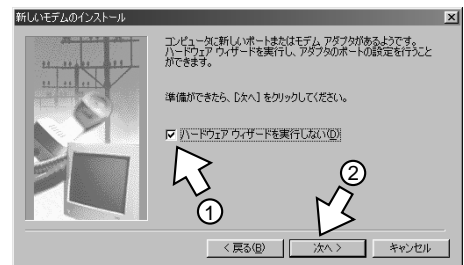 新しいモデムのインストール
コンピュータに新しいポートまたはモデム アダプタがあるようです。
ハードウェア ウィザードを実行し、アダプタのポートの設定を行うこと
ができます。
準備ができたら、[次へ] をクリックしてください。
ハードウェア ウィザードを実行しない(D)
①
②
< 戻る(B)
次へ >
キャンセル